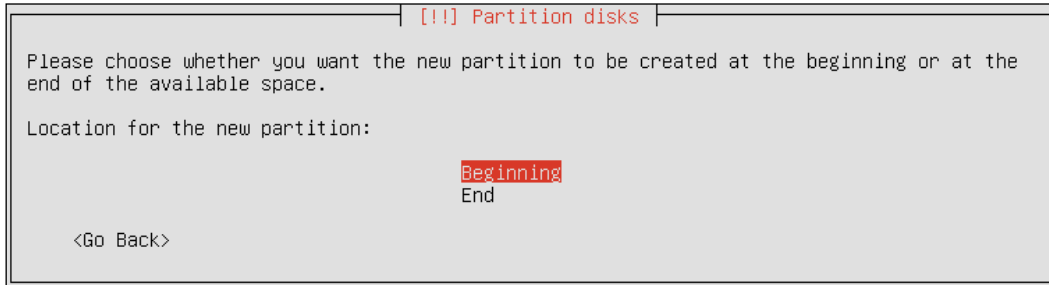 [!!] Partition disks
Please choose whether you want the new partition to be created at the beginning or at the
end of the available space.
Location for the new partition:
Beginning
End
<Go Back>